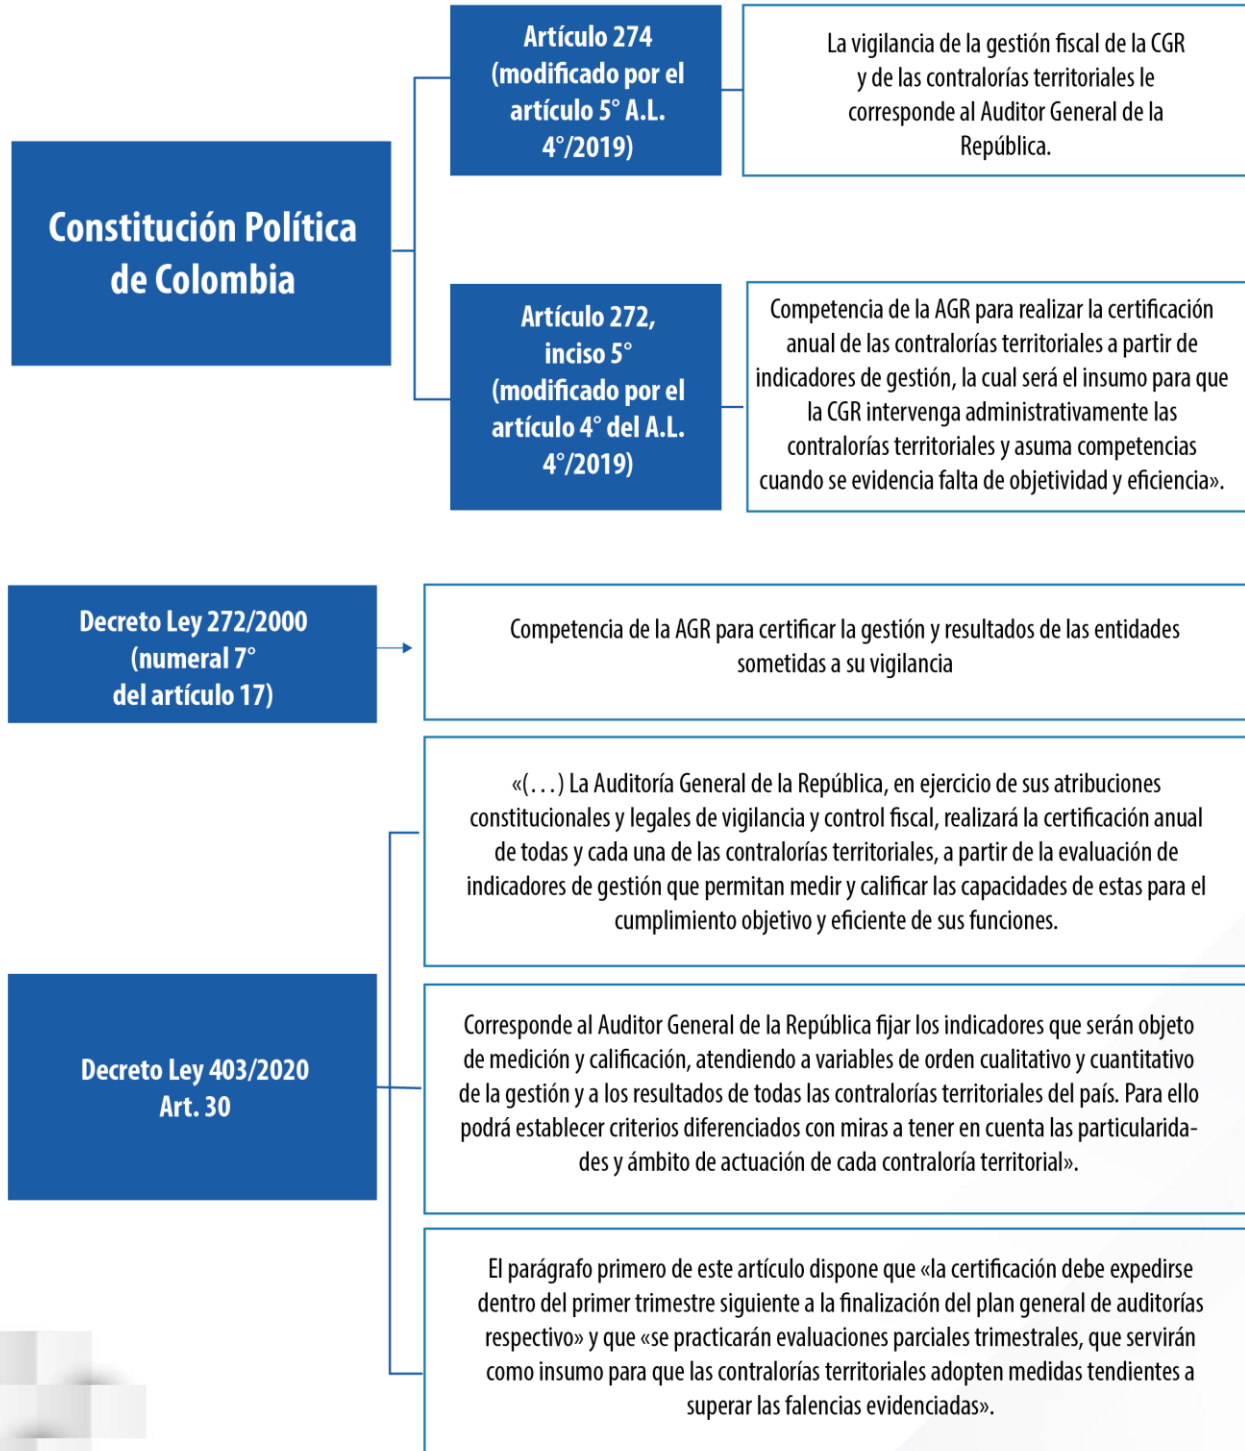 Artículo 274
(modificado por el
artículo 5° A.L.
4°/2019)
La vigilancia de la gestión fiscal de la CGR
y de las contralorías territoriales le
corresponde al Auditor General de la
República.
Constitución Política
de Colombia
Artículo 272,
inciso 5°
(modificado por el
artículo 4° del A.L.
4°/2019)
Competencia de la AGR para realizar la certificación
anual de las contralorías territoriales a partir de
indicadores de gestión, la cual será el insumo para que
la CGR intervenga administrativamente las
contralorías territoriales y asuma competencias
cuando se evidencia falta de objetividad y eficiencia».
Decreto Ley 272/2000
(numeral 7°
del artículo 17)
Competencia de la AGR para certificar la gestión y resultados de las entidades
sometidas a su vigilancia
Decreto Ley 403/2020
Art. 30
«(…) La Auditoría General de la República, en ejercicio de sus atribuciones
constitucionales y legales de vigilancia y control fiscal, realizará la certificación anual
de todas y cada una de las contralorías territoriales, a partir de la evaluación de
indicadores de gestión que permitan medir y calificar las capacidades de estas para el
cumplimiento objetivo y eficiente de sus funciones.
Corresponde al Auditor General de la República fijar los indicadores que serán objeto
de medición y calificación, atendiendo a variables de orden cualitativo y cuantitativo
de la gestión y a los resultados de todas las contralorías territoriales del país. Para ello
podrá establecer criterios diferenciados con miras a tener en cuenta las particularida-
des y ámbito de actuación de cada contraloría territorial».
El parágrafo primero de este artículo dispone que «la certificación debe expedirse
dentro del primer trimestre siguiente a la finalización del plan general de auditorías
respectivo» y que «se practicarán evaluaciones parciales trimestrales, que servirán
como insumo para que las contralorías territoriales adopten medidas tendientes a
superar las falencias evidenciadas».